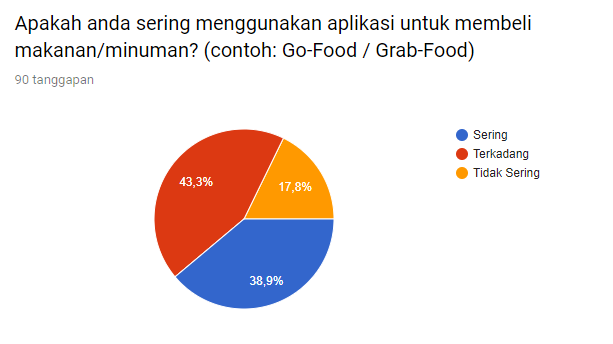 Apakah anda sering menggunakan aplikasi untuk membeli
makanan/minuman? (contoh: Go-Food / Grab-Food)
90 tanggapan
Sering
Terkadang
Tidak Sering
43,3%
17,8%
38,9%